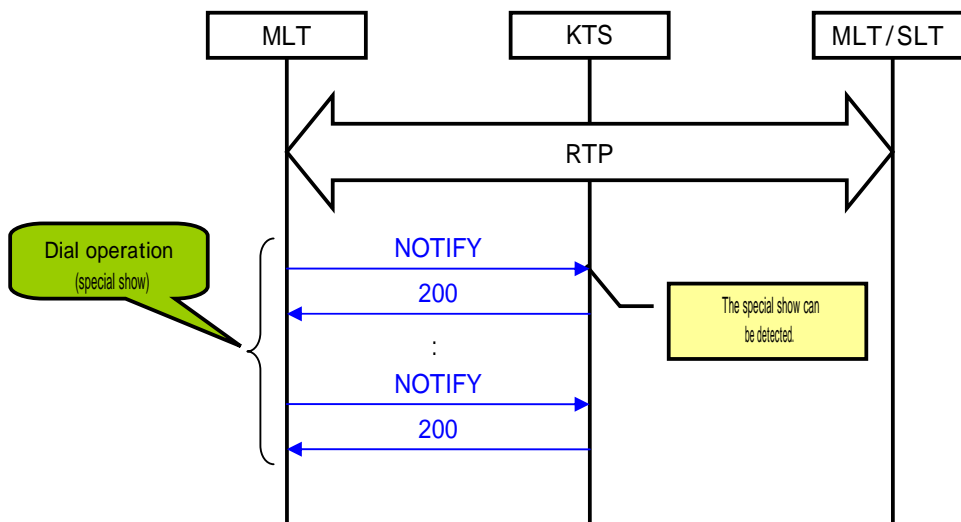 MLT
KTS
MLT/SLT
RTP
Dial operation
(special show)
NOTIFY
200
The special show can
be detected.
:
NOTIFY
200